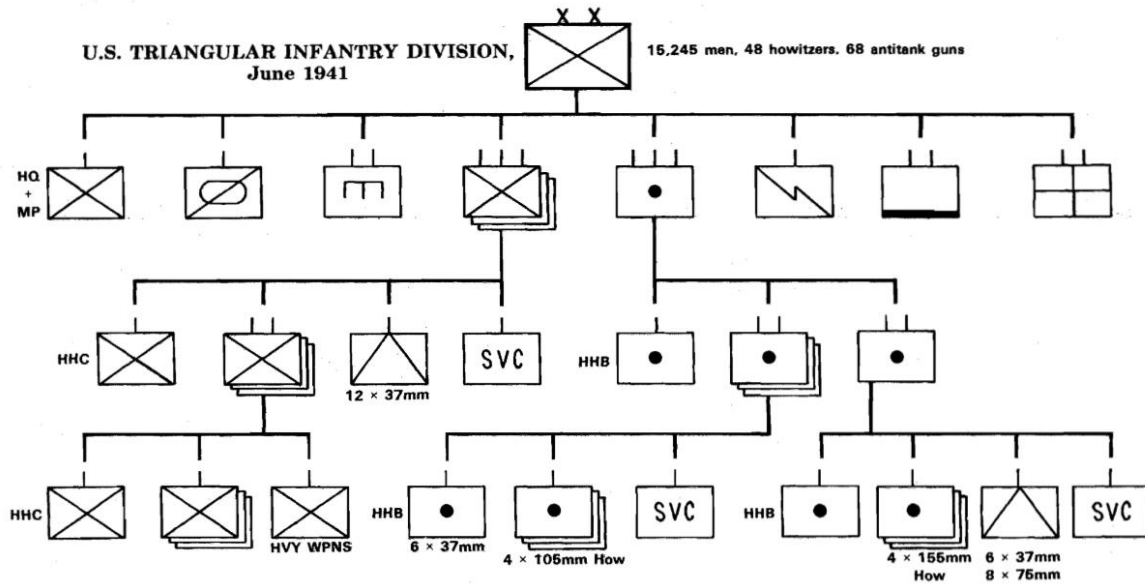 U.S. TRIANGULAR INFANTRY DIVISION,
June 1941
X X
15,245 men, 48 howitzers, 68 antitank guns
HQ
+
MP
HHC
12 × 37mm
SVC
HHB
HHC
HVY WPNS
HHB
6 × 37mm
4 × 105mm How
SVC
HHB
4 × 155mm
How
6 × 37mm
8 × 75mm
SVC